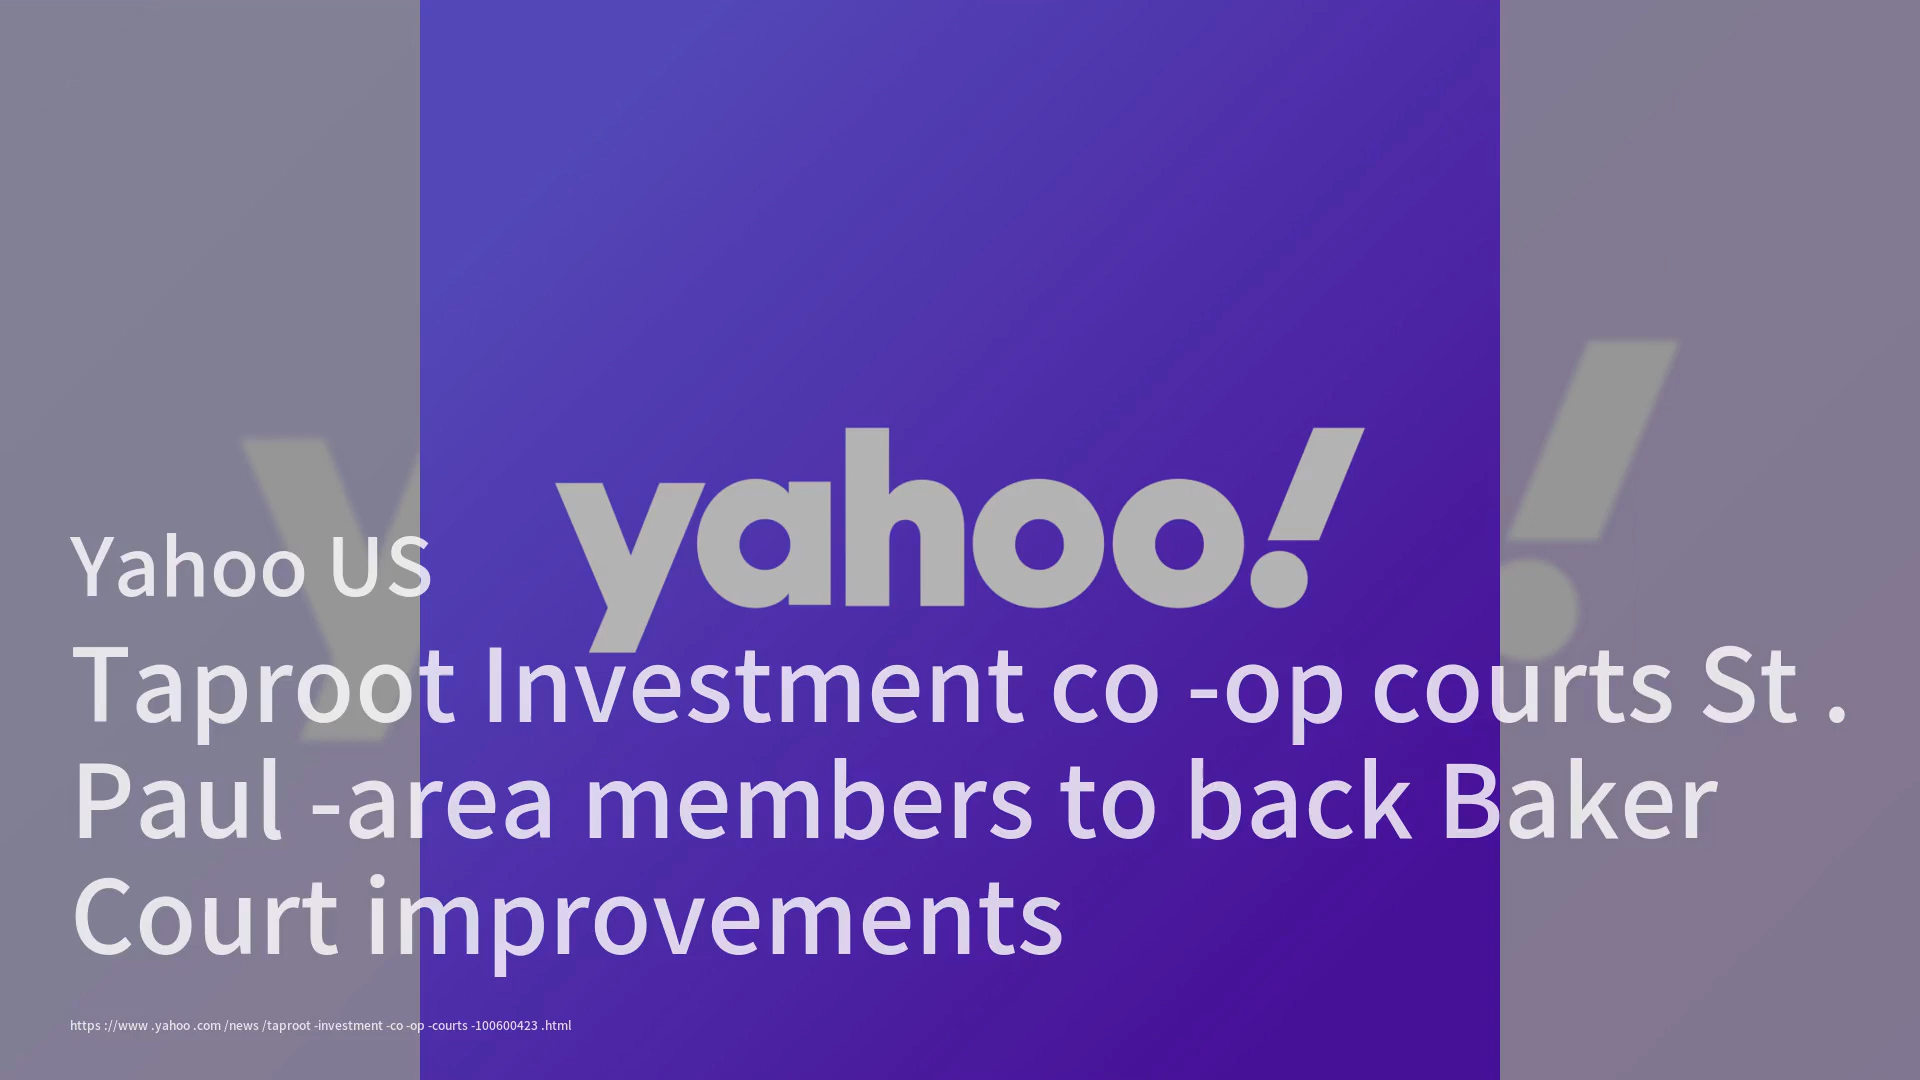 yahoo!
Yahoo US
Taproot Investment co -op courts St .
Paul -area members to back Baker
Court improvements
https ://www .yahoo .com /news /taproot -investment -co -op -courts -100600423 .html